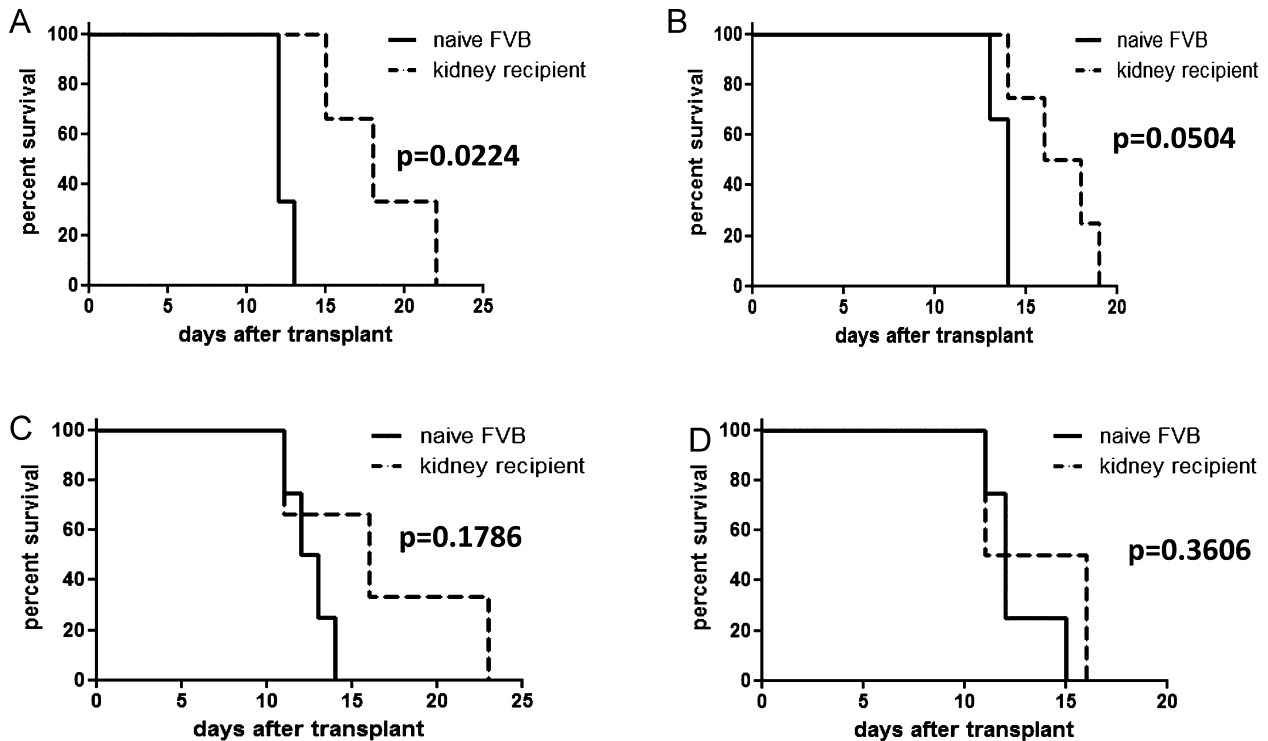 A
100
80
60
40
20
0
percent survival
0 5 10 15 20 25
days after transplant
naive FVB
kidney recipient
p=0.0224
B
100
80
60
40
20
0
percent survival
0 5 10 15 20
days after transplant
naive FVB
kidney recipient
p=0.0504
C
100
80
60
40
20
0
percent survival
0 5 10 15 20 25
days after transplant
naive FVB
kidney recipient
p=0.1786
D
100
80
60
40
20
0
percent survival
0 5 10 15 20
days after transplant
naive FVB
kidney recipient
p=0.3606